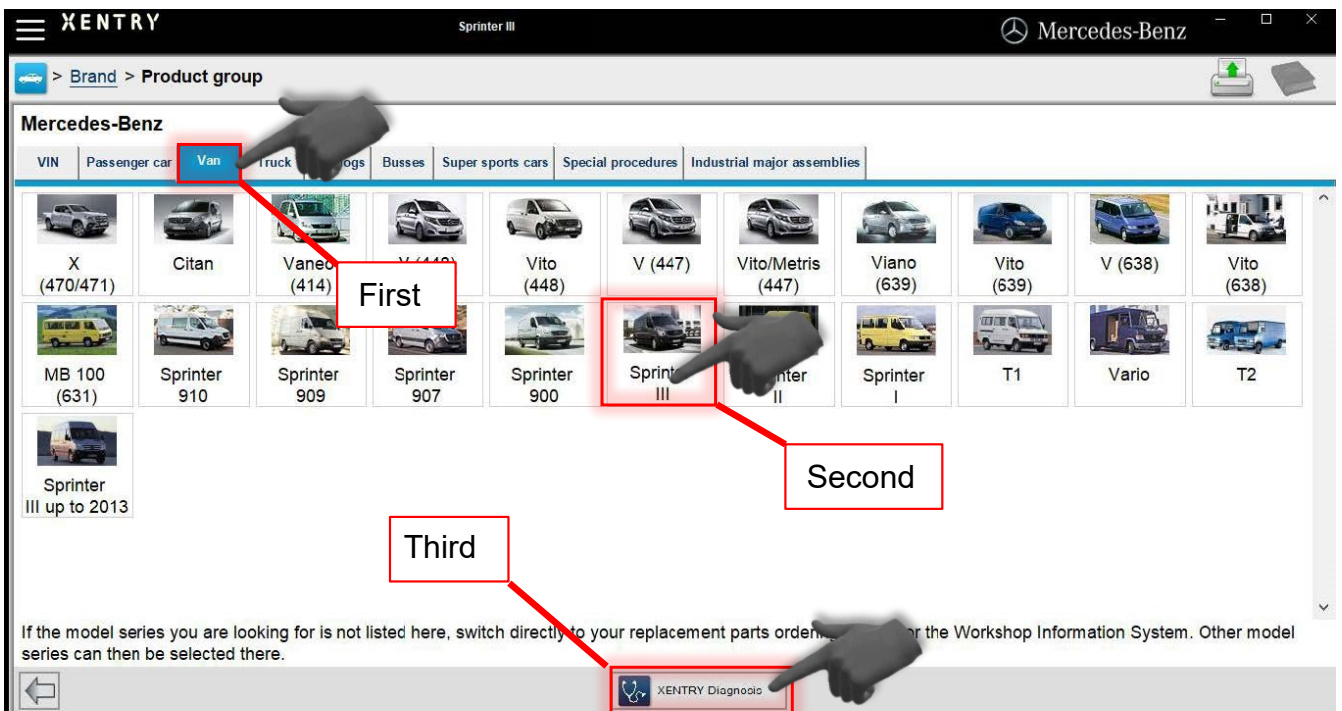 XENTRY
Sprinter III
Mercedes-Benz
> Brand > Product group
Mercedes-Benz
VIN Passenger car Van Truck ogs Busses Super sports cars Special procedures Industrial major assemblies
X
(470/471)
Citan
Vaneo
(414)
V
Vito
(448)
V (447)
Vito/Metris
(447)
Viano
(639)
Vito
(639)
V (638)
Vito
(638)
First
MB 100
(631)
Sprinter
910
Sprinter
909
Sprinter
907
Sprinter
900
Sprint
III
nter
II
Sprinter
I
T1
Vario
T2
Sprinter
III up to 2013
Second
Third
If the model series you are looking for is not listed here, switch directly to your replacement parts ordering or the Workshop Information System. Other model
series can then be selected there.
XENTRY Diagnosis